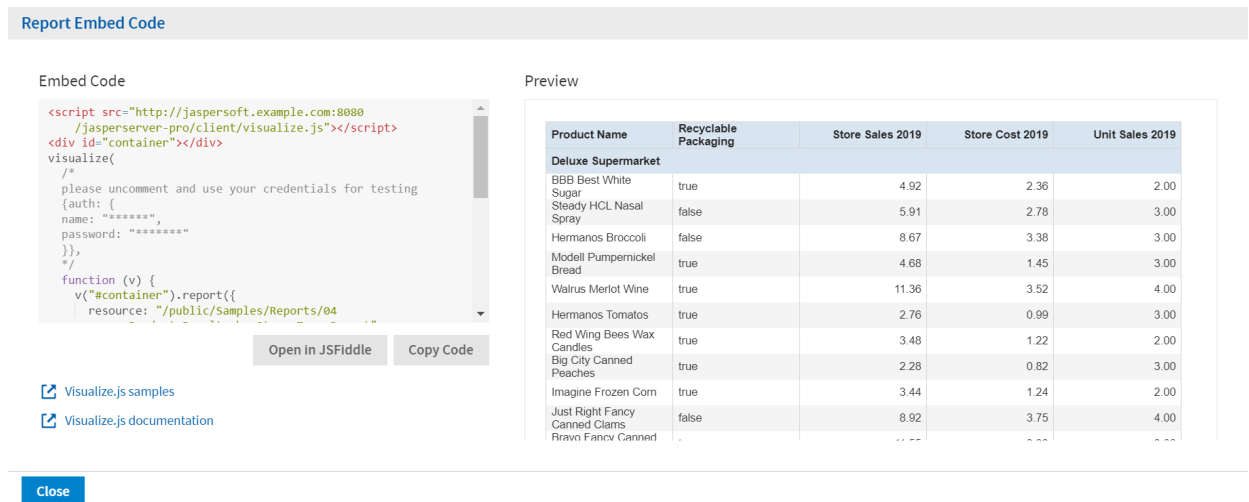 Report Embed Code
Embed Code
<script src="http://jaspersoft.example.com:8080
/jasperserver-pro/client/visualize.js"></script>
<div id="container"></div>
visualize(
/*
please uncomment and use your credentials for testing
{auth: {
name: "******",
password: "*******"
}},
*/
function (v) {
v("#container").report({
resource: "/public/Samples/Reports/04
Open in JSFiddle Copy Code
Visualize.js samples
Visualize.js documentation
Preview
Product Name Recyclable Packaging Store Sales 2019 Store Cost 2019 Unit Sales 2019
Deluxe Supermarket
BBB Best White
Sugar true 4.92 2.36 2.00
Steady HCL Nasal
Spray false 5.91 2.78 3.00
Hermanos Broccoli false 8.67 3.38 3.00
Modell Pumpernickel
Bread true 4.68 1.45 3.00
Walrus Merlot Wine true 11.36 3.52 4.00
Hermanos Tomatos true 2.76 0.99 3.00
Red Wing Bees Wax
Candles true 3.48 1.22 2.00
Big City Canned
Peaches true 2.28 0.82 3.00
Imagine Frozen Corn true 3.44 1.24 2.00
Just Right Fancy
Canned Clams false 8.92 3.75 4.00
Bravo Fancy Canned
Close